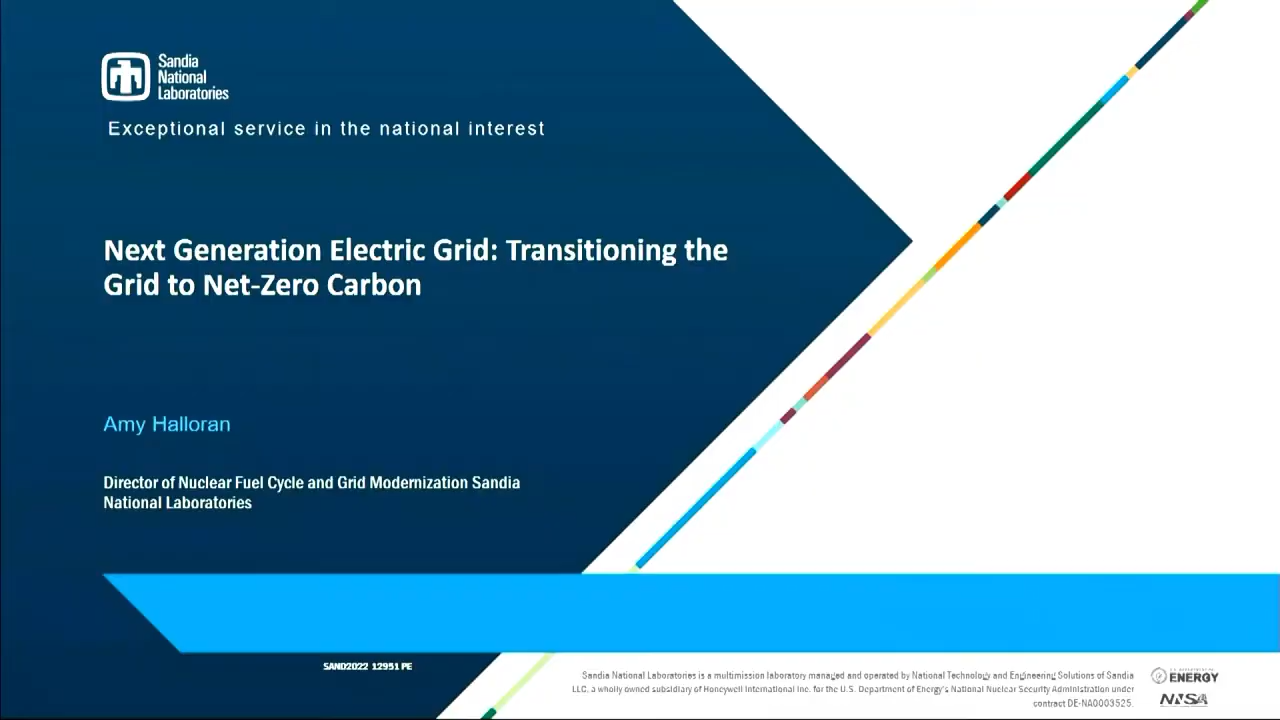 Sandia
National
Laboratories
Exceptional service in the national interest
Next Generation Electric Grid: Transitioning the
Grid to Net-Zero Carbon
Amy Halloran
Director of Nuclear Fuel Cycle and Grid Modernization Sandia
National Laboratories
SAND2022 12951 PE
Sandia National Laboratories is a multimission laboratory managed and operated by National Technology and Engineering Solutions of Sandia
LLC, a wholly owned subsidiary of Honeywell International Inc. for the U.S. Department of Energy's National Nuclear Security Administration under
contract DE-NA0003525.
U.S. DEPARTMENT OF
ENERGY
NNSA